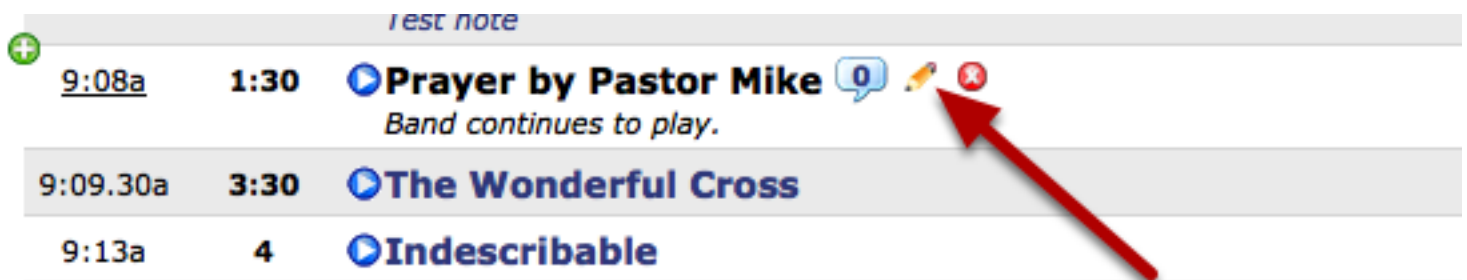 Test note
9:08a 1:30 Prayer by Pastor Mike 0
Band continues to play.
9:09.30a 3:30 The Wonderful Cross
9:13a 4 Indescribable